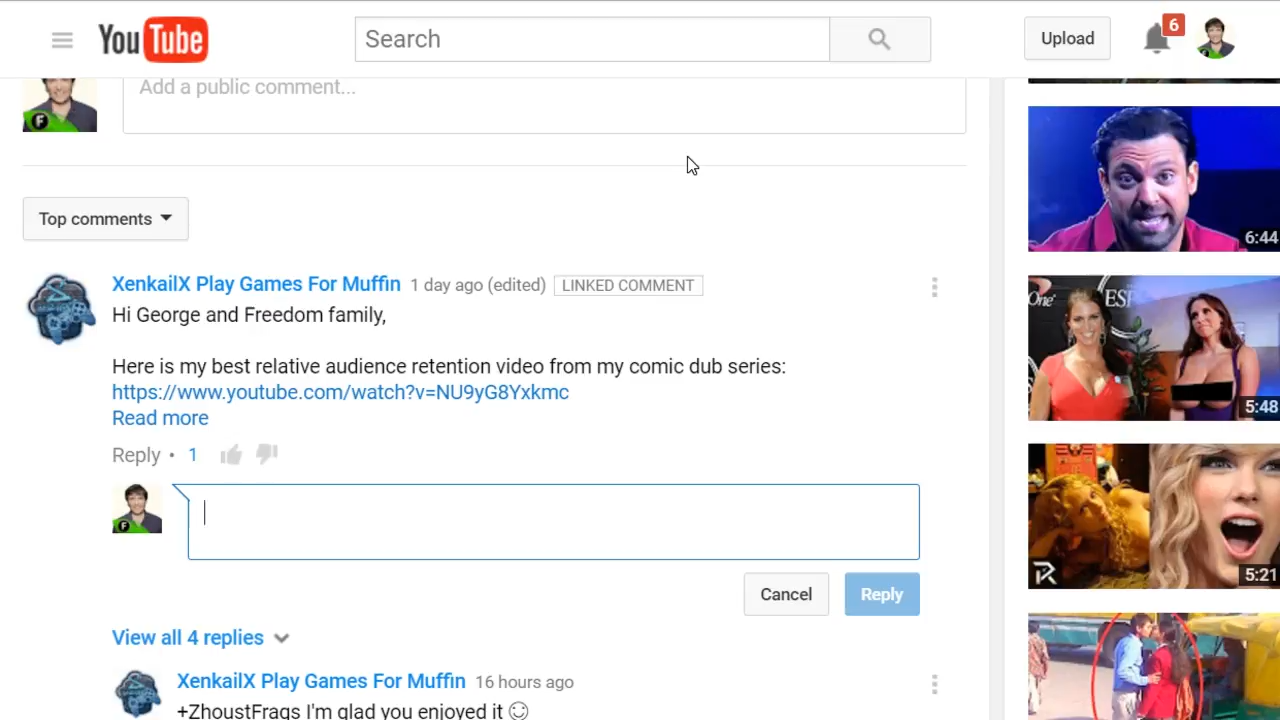 YouTube
Search
Upload
6
Add a public comment...
Top comments
XenkailX Play Games For Muffin 1 day ago (edited) LINKED COMMENT
Hi George and Freedom family,
Here is my best relative audience retention video from my comic dub series:
https://www.youtube.com/watch?v=NU9yG8Yxkmc
Read more
Reply • 1
F
Cancel
Reply
View all 4 replies
XenkailX Play Games For Muffin 16 hours ago
+ZhoustFrags I'm glad you enjoyed it
6:44
One
ESP
5:48
R
5:21